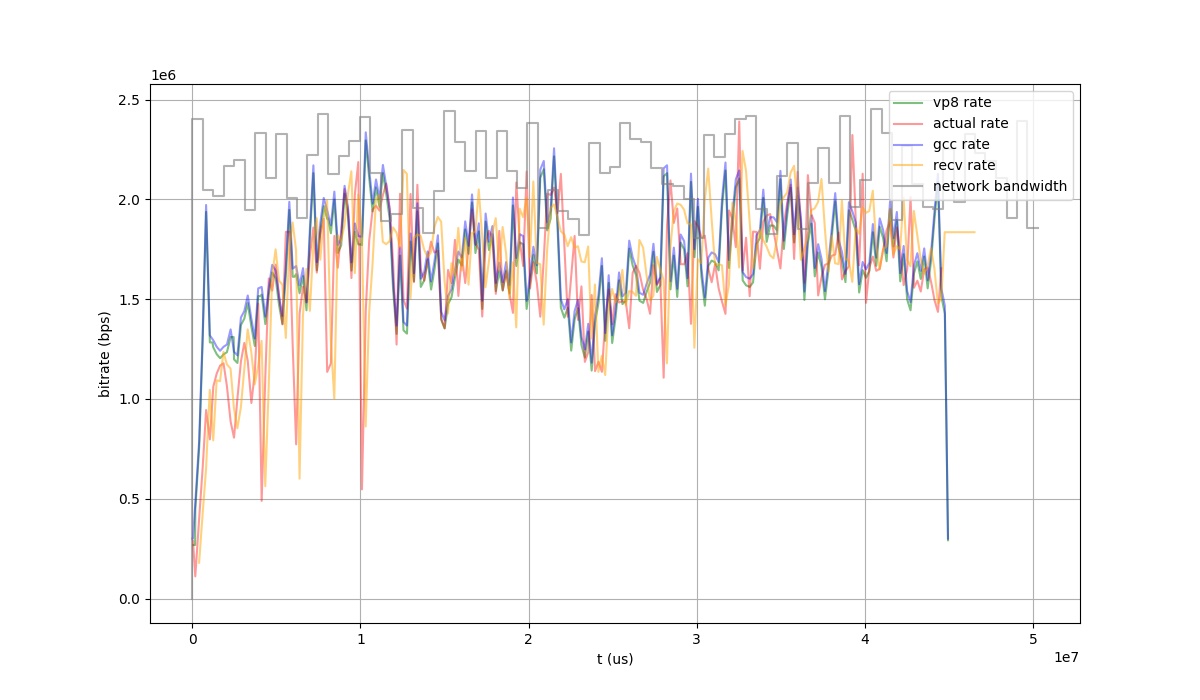 1e6
2.5
2.0
1.5
1.0
0.5
0.0
bitrate (bps)
vp8 rate
actual rate
gcc rate
recv rate
network bandwidth
0 1 2 3 4 5
t (us)
1e7